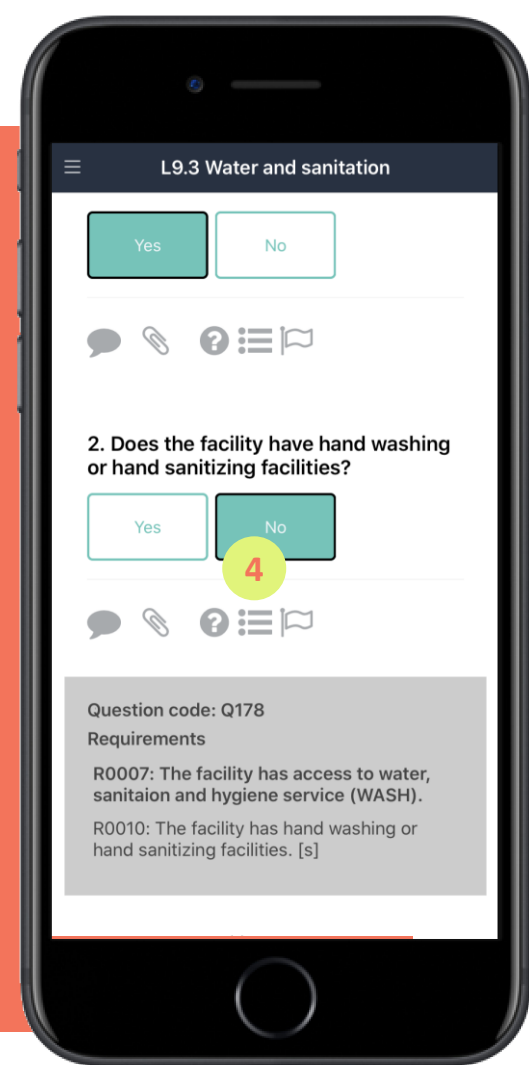 L9.3 Water and sanitation
Yes No
2. Does the facility have hand washing
or hand sanitizing facilities?
Yes No
4
Question code: Q178
Requirements
R0007: The facility has access to water,
sanitaion and hygiene service (WASH).
R0010: The facility has hand washing or
hand sanitizing facilities. [s]